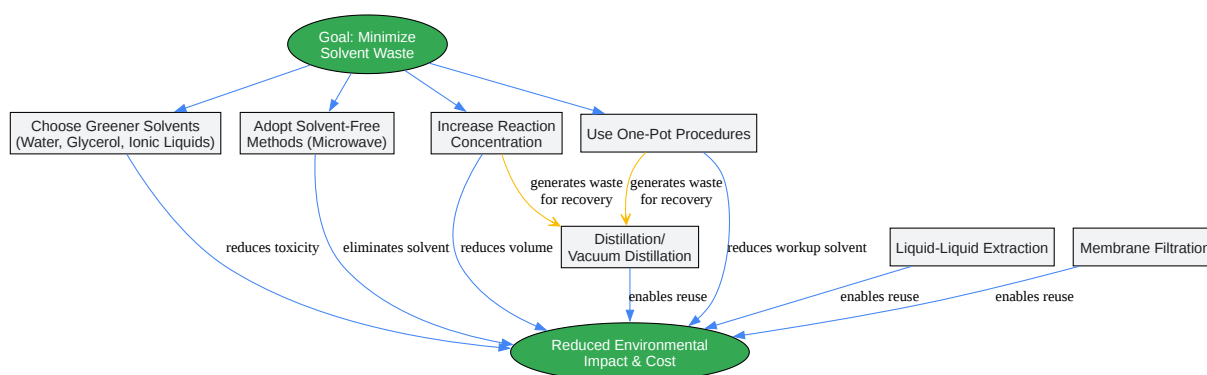 Goal: Minimize
Solvent Waste
Choose Greener Solvents
(Water, Glycerol, Ionic Liquids)
Adopt Solvent-Free
Methods (Microwave)
Increase Reaction
Concentration
Use One-Pot Procedures
generates waste
for recovery
generates waste
for recovery
reduces toxicity
eliminates solvent
reduces volume
Distillation/
Vacuum Distillation
reduces workup solvent
Liquid-Liquid Extraction
Membrane Filtration
enables reuse
enables reuse
enables reuse
Reduced Environmental
Impact & Cost